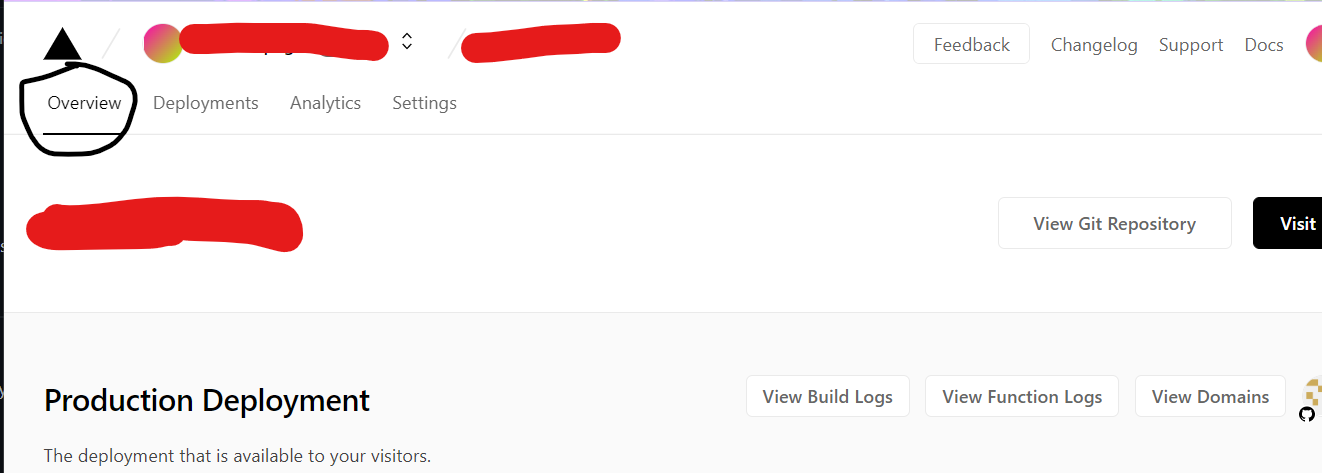 Feedback Changelog Support Docs
Overview Deployments Analytics Settings
View Git Repository Visit
Production Deployment View Build Logs View Function Logs View Domains
The deployment that is available to your visitors.